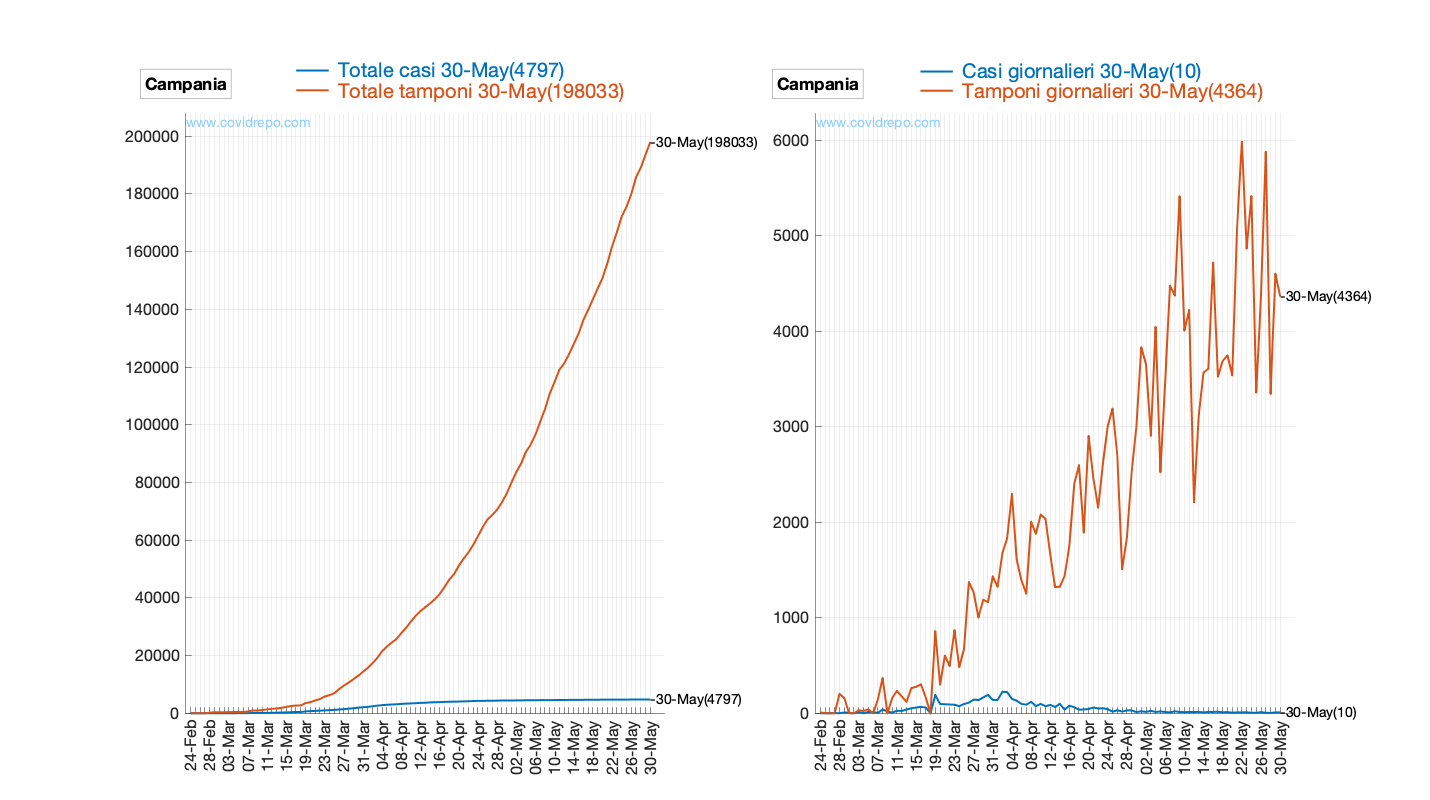 Campania
Totale casi 30-May(4797)
Totale tamponi 30-May(198033)
www.covidrepo.com
200000
180000
160000
140000
120000
100000
80000
60000
40000
20000
0
30-May(198033)
30-May(4797)
24-Feb
28-Feb
03-Mar
07-Mar
11-Mar
15-Mar
19-Mar
23-Mar
27-Mar
31-Mar
04-Apr
08-Apr
12-Apr
16-Apr
20-Apr
24-Apr
28-Apr
02-May
06-May
10-May
14-May
18-May
22-May
26-May
30-May
Campania
Casi giornalieri 30-May(10)
Tamponi giornalieri 30-May(4364)
www.covidrepo.com
6000
5000
4000
3000
2000
1000
0
30-May(4364)
30-May(10)
24-Feb
28-Feb
03-Mar
07-Mar
11-Mar
15-Mar
19-Mar
23-Mar
27-Mar
31-Mar
04-Apr
08-Apr
12-Apr
16-Apr
20-Apr
24-Apr
28-Apr
02-May
06-May
10-May
14-May
18-May
22-May
26-May
30-May